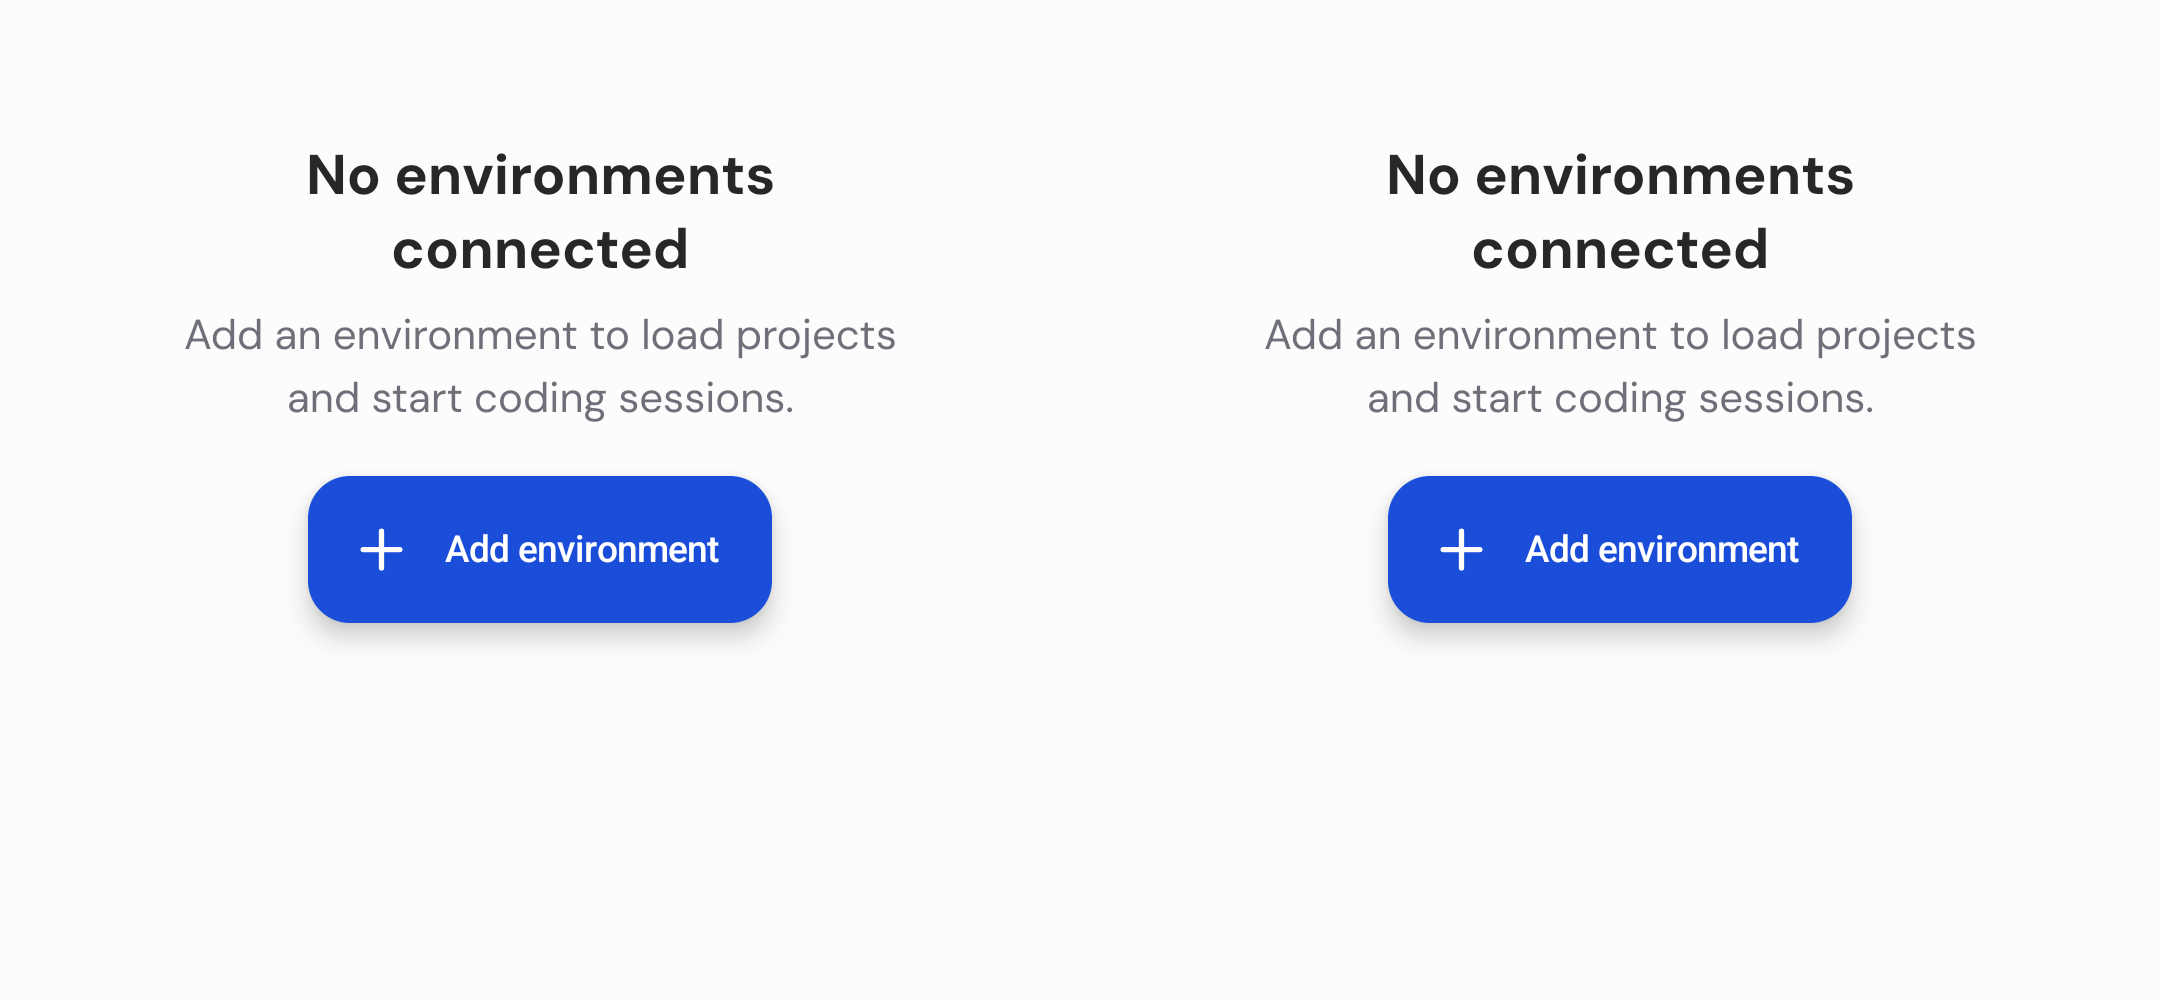 No environments
connected
Add an environment to load projects
and start coding sessions.
Add environment
No environments
connected
Add an environment to load projects
and start coding sessions.
Add environment